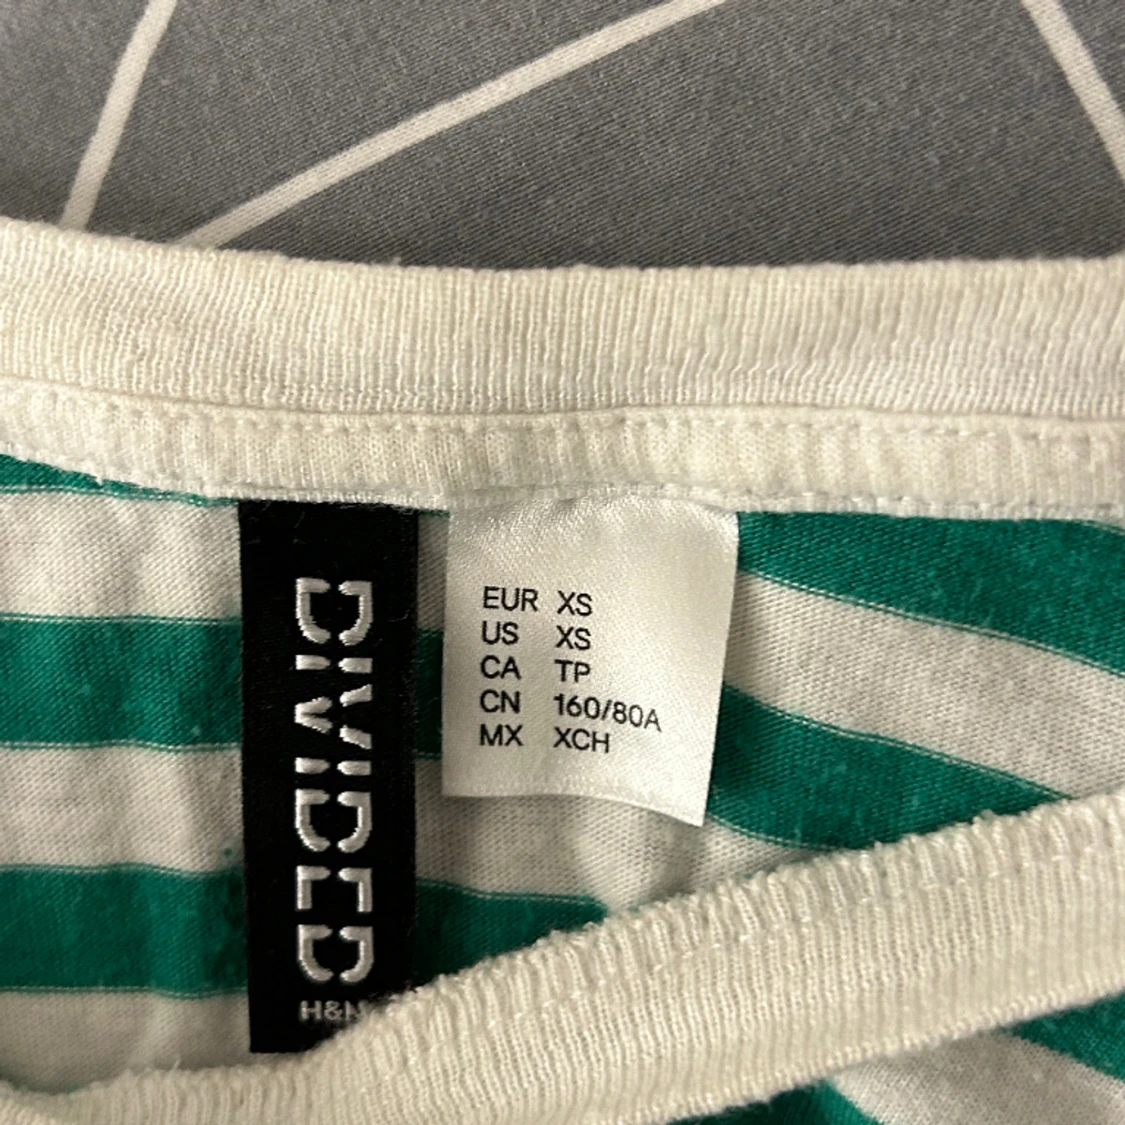 DIVIDED
H&M
EUR XS
US XS
CA TP
CN 160/80A
MX XCH